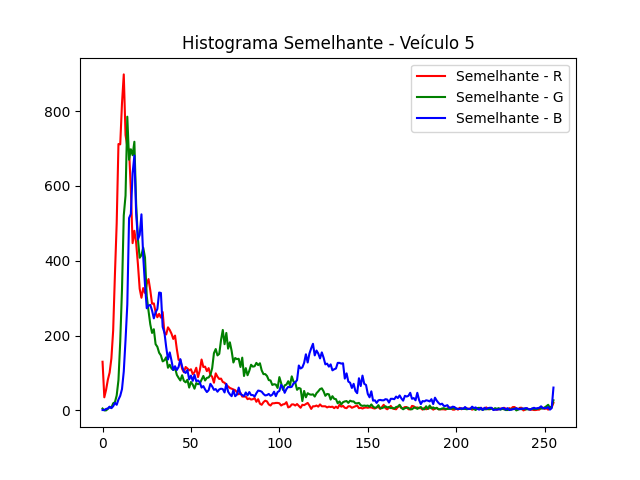 Histograma Semelhante - Veículo 5
Semelhante - R
Semelhante - G
Semelhante - B
800
600
400
200
0
0 50 100 150 200 250